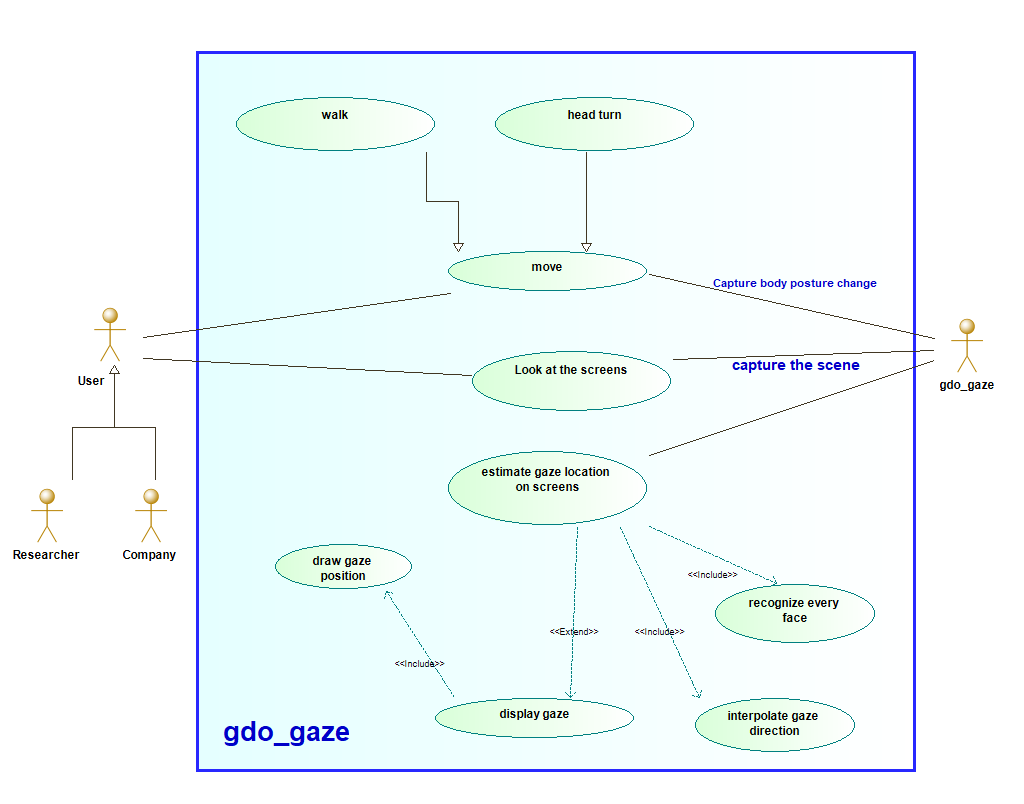 walk
head turn
move
Capture body posture change
User
Look at the screens
capture the scene
gdo_gaze
estimate gaze location
on screens
Researcher
Company
draw gaze
position
<<Include>>
recognize every
face
<<Extend>>
<<Include>>
<<Include>>
display gaze
interpolate gaze
direction
gdo_gaze